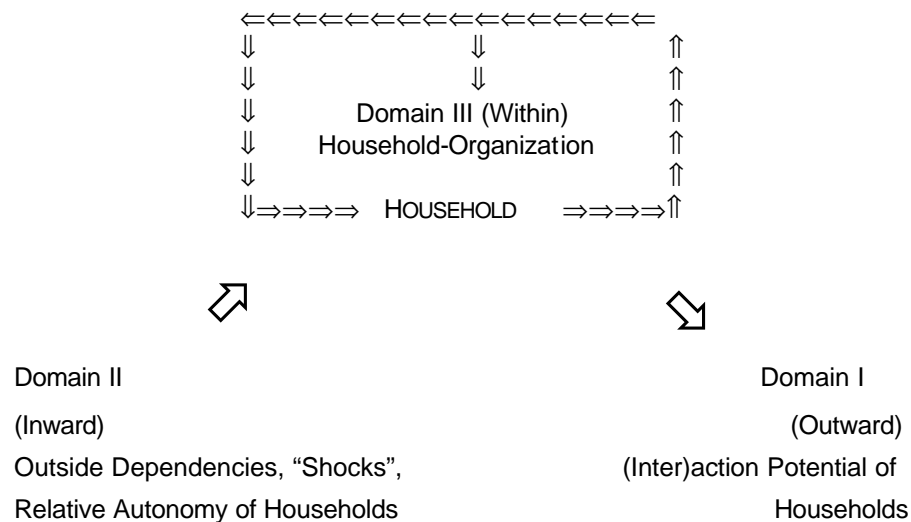 Domain III (Within)
Household-Organization
HOUSEHOLD
Domain II
Domain I
(Inward)
(Outward)
Outside Dependencies, “Shocks”,
(Inter)action Potential of
Relative Autonomy of Households
Households